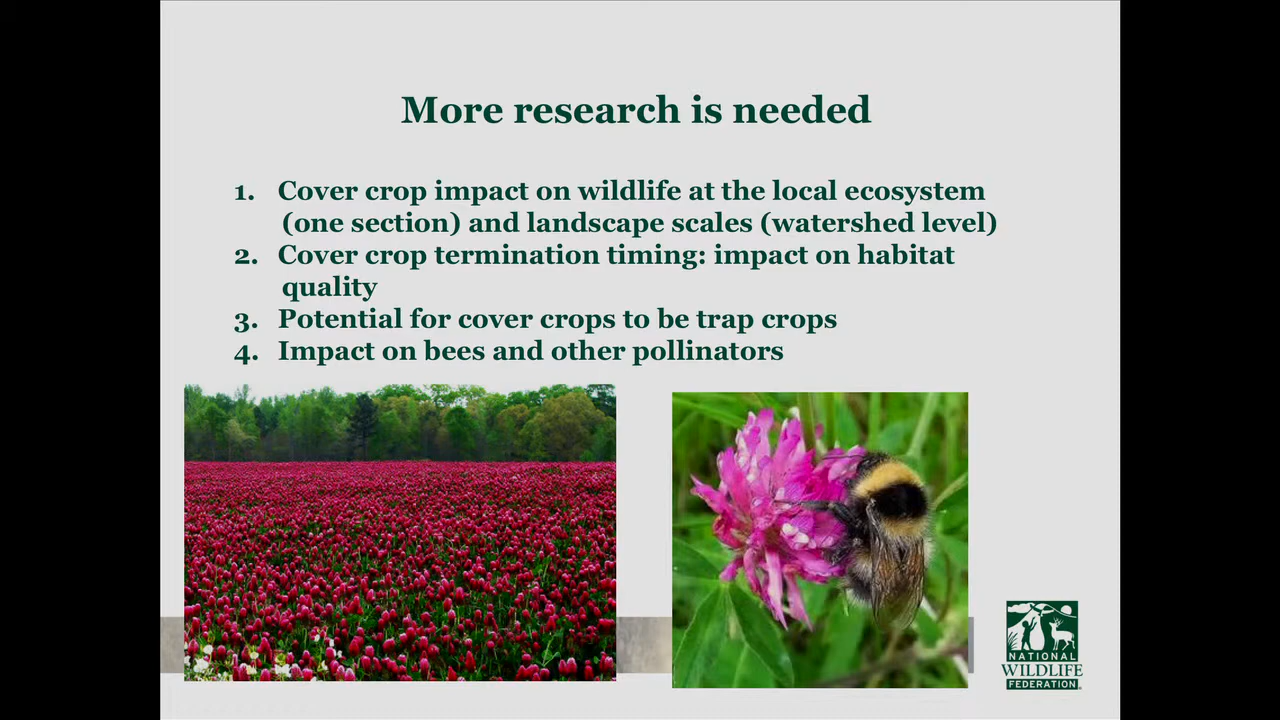 More research is needed
1. Cover crop impact on wildlife at the local ecosystem
(one section) and landscape scales (watershed level)
2. Cover crop termination timing: impact on habitat
quality
3. Potential for cover crops to be trap crops
4. Impact on bees and other pollinators
NATIONAL
WILDLIFE
FEDERATION